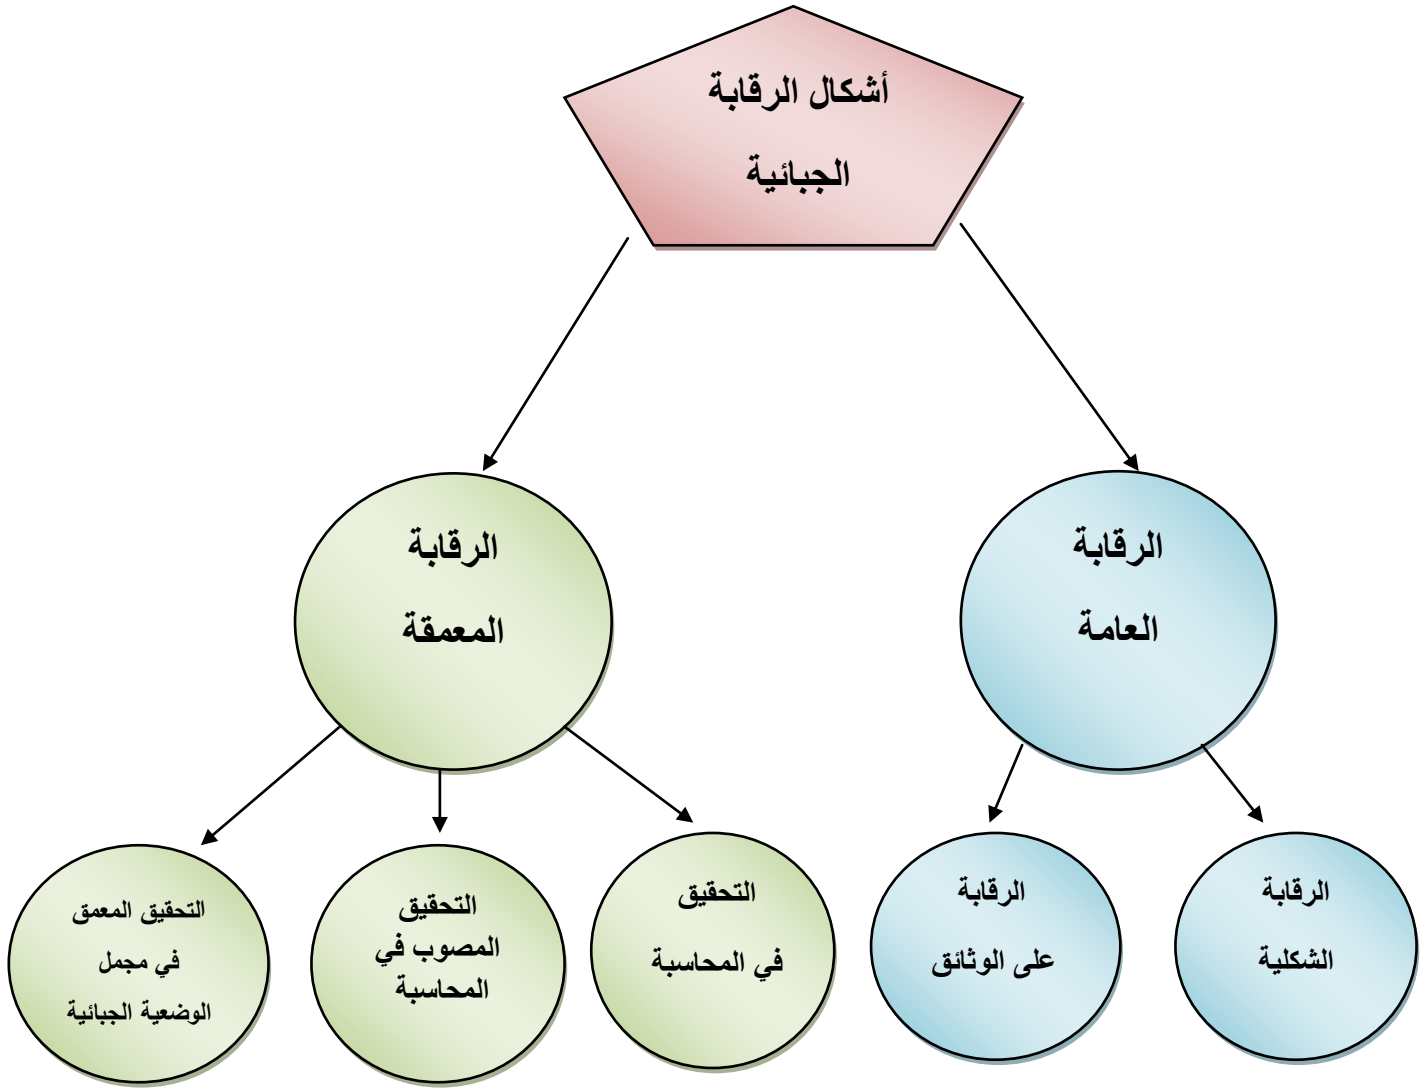 أشكال الرقابة
الجبائية
الرقابة
العامة
الرقابة
المعمقة
الرقابة
الشكلية
الرقابة
على الوثائق
التحقيق
في المحاسبة
التحقيق
المصوب في
المحاسبة
التحقيق المعمق
في مجمل
الوضعية الجبائية